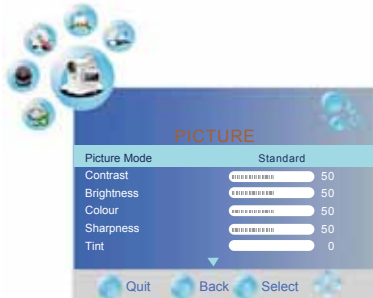 PICTURE
Picture Mode Standard
Contrast 50
Brightness 50
Colour 50
Sharpness 50
Tint 0
Quit Back Select